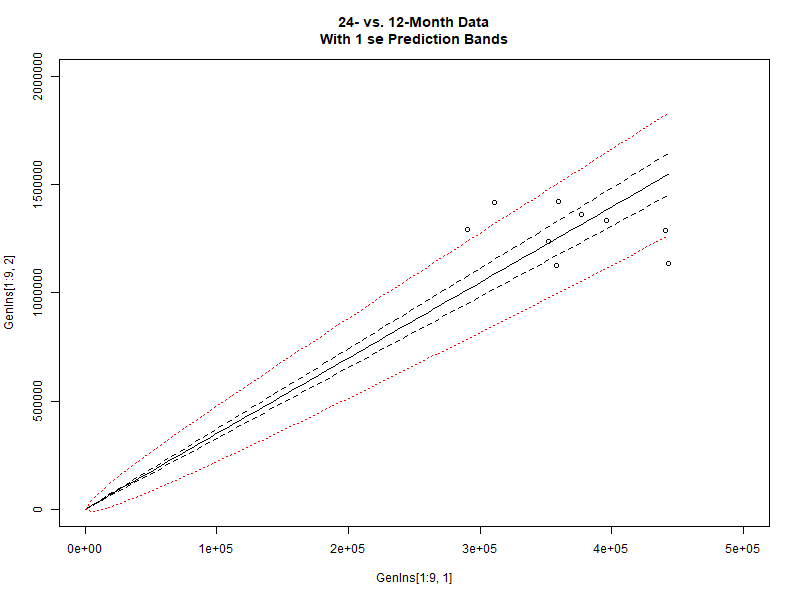 24- vs. 12-Month Data
With 1 se Prediction Bands
2000000
1500000
1000000
500000
0
GenIns[1:9, 2]
0e+00 1e+05 2e+05 3e+05 4e+05 5e+05
GenIns[1:9, 1]